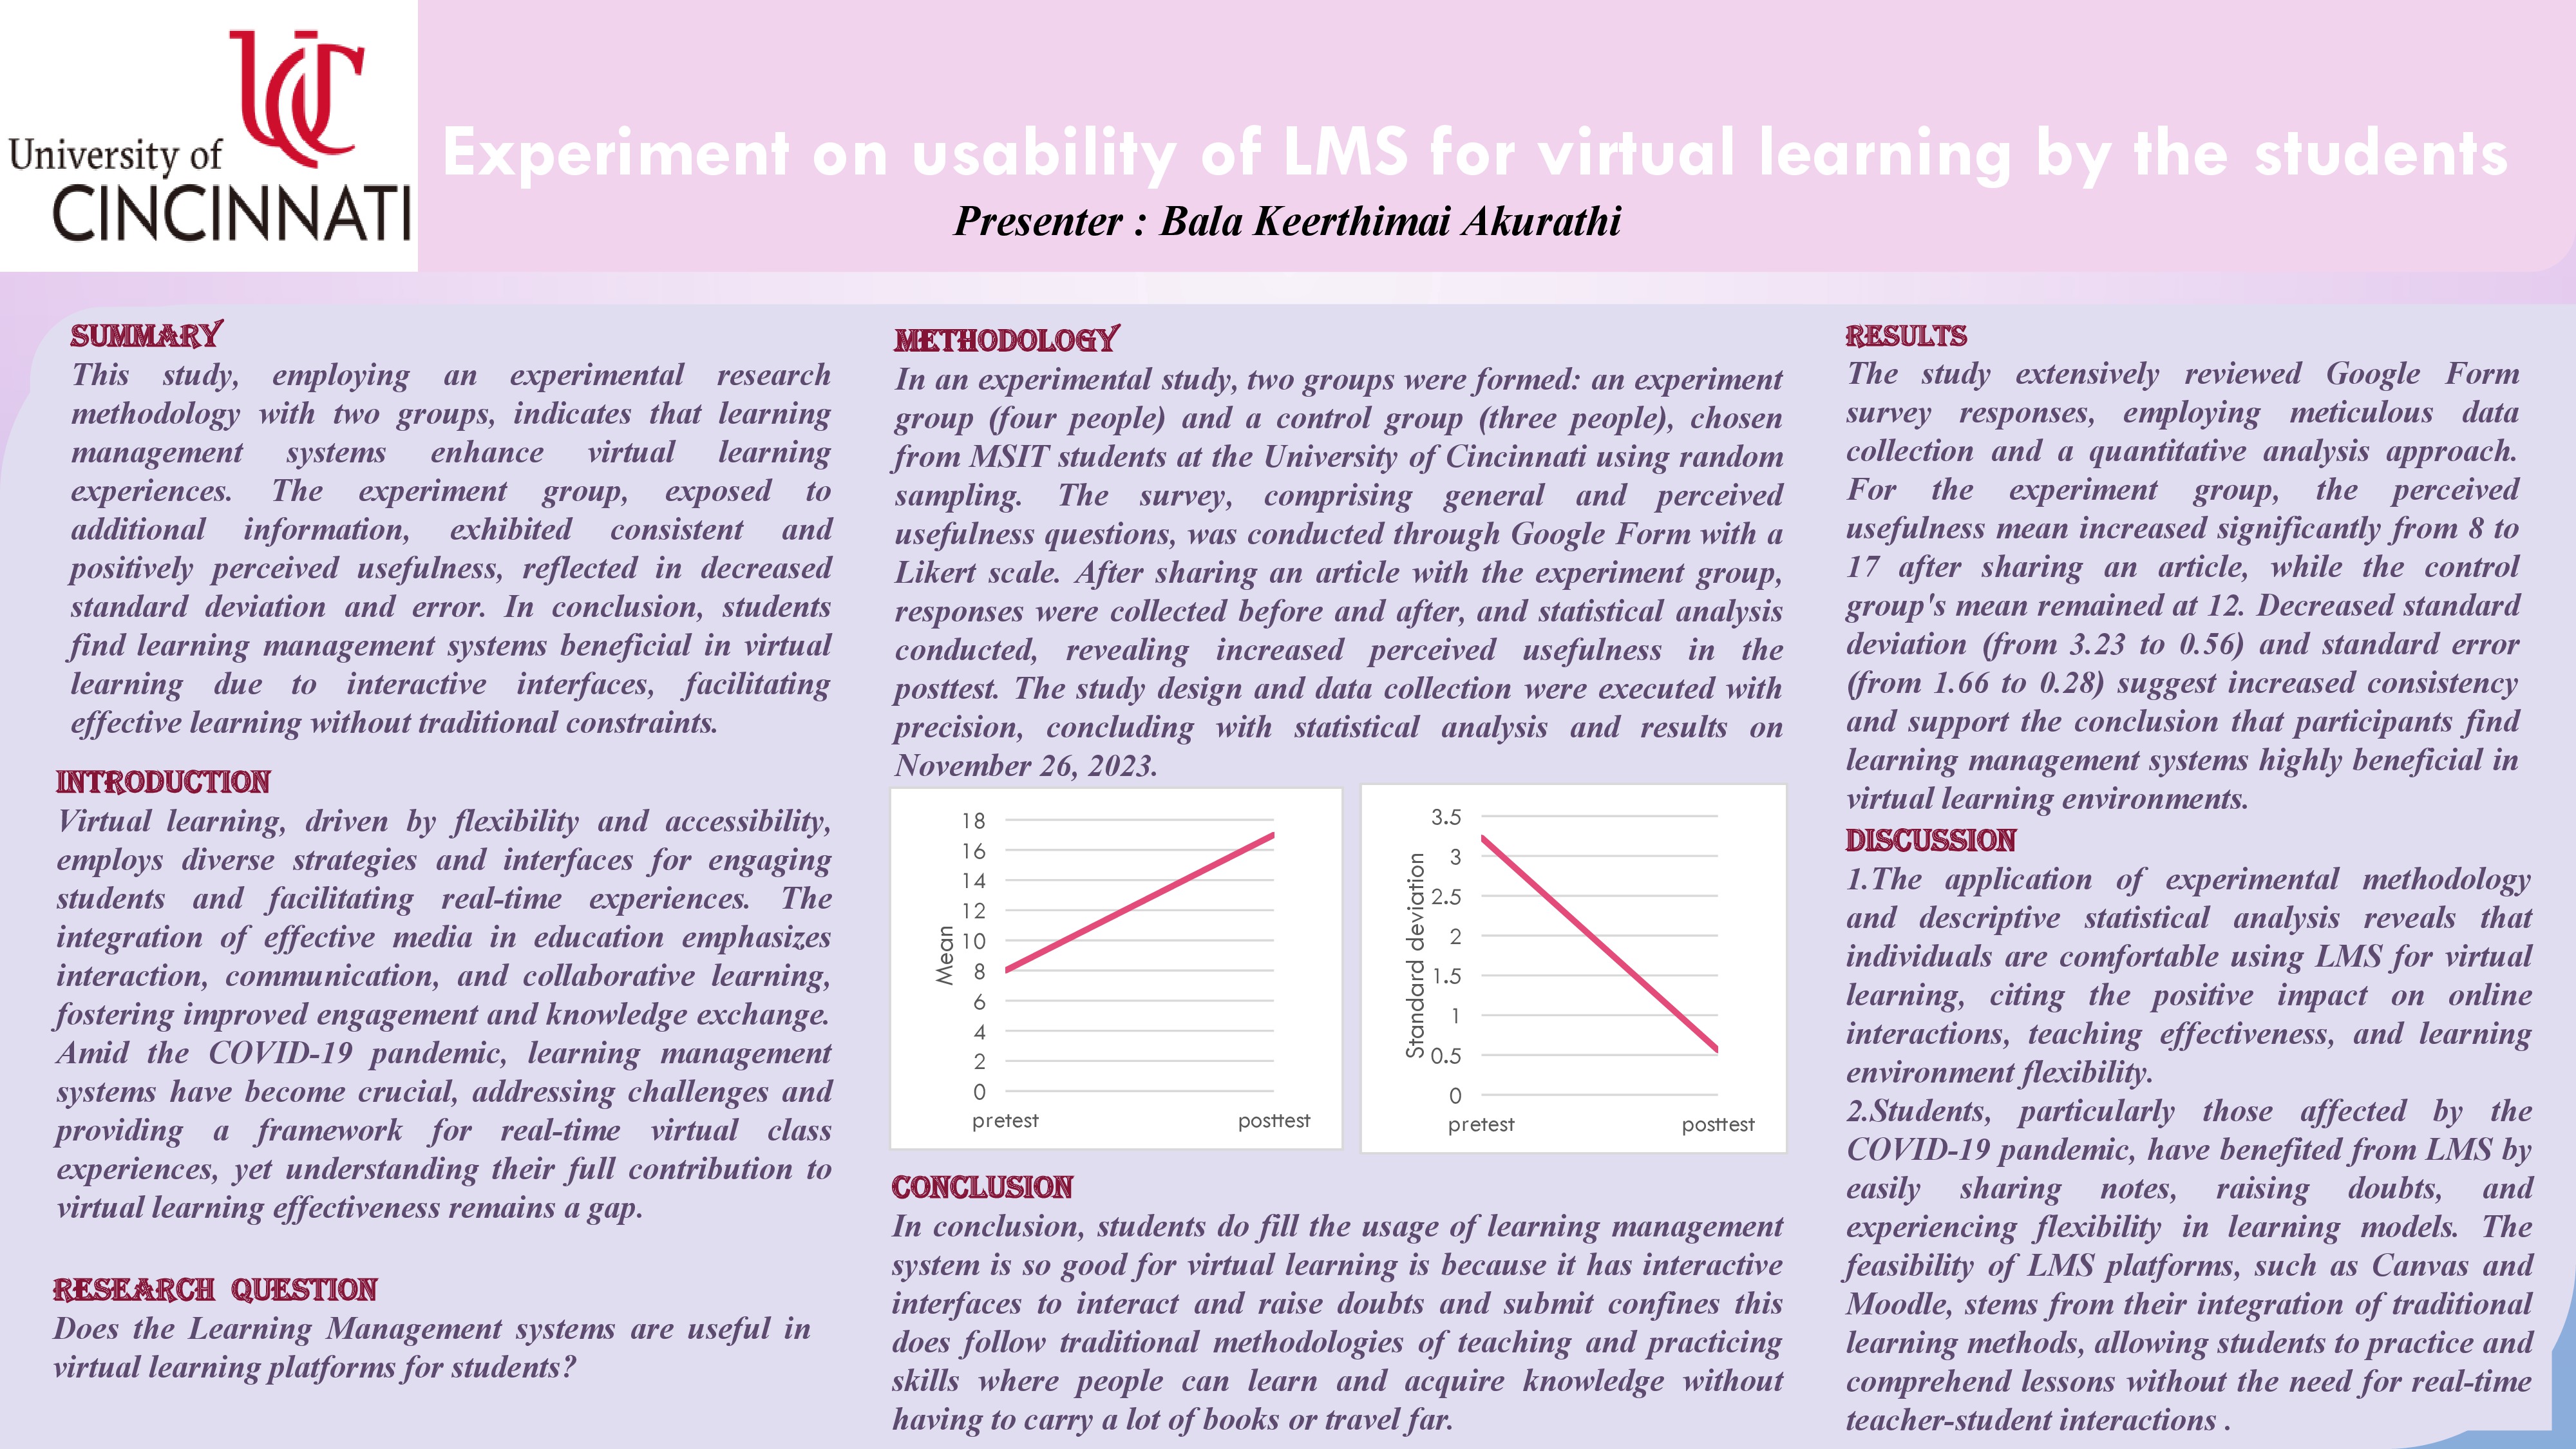 University of
CINCINNATI
Experiment on usability of LMS for virtual learning by the students
Presenter : Bala Keerthimai Akurathi
SUMMARY
This study, employing an experimental research
methodology with two groups, indicates that learning
management systems enhance virtual learning
experiences. The experiment group, exposed to
additional information, exhibited consistent and
positively perceived usefulness, reflected in decreased
standard deviation and error. In conclusion, students
find learning management systems beneficial in virtual
learning due to interactive interfaces, facilitating
effective learning without traditional constraints.
INTRODUCTION
Virtual learning, driven by flexibility and accessibility,
employs diverse strategies and interfaces for engaging
students and facilitating real-time experiences. The
integration of effective media in education emphasizes
interaction, communication, and collaborative learning,
fostering improved engagement and knowledge exchange.
Amid the COVID-19 pandemic, learning management
systems have become crucial, addressing challenges and
providing a framework for real-time virtual class
experiences, yet understanding their full contribution to
virtual learning effectiveness remains a gap.
RESEARCH QUESTION
Does the Learning Management systems are useful in
virtual learning platforms for students?
METHODOLOGY
In an experimental study, two groups were formed: an experiment
group (four people) and a control group (three people), chosen
from MSIT students at the University of Cincinnati using random
sampling. The survey, comprising general and perceived
usefulness questions, was conducted through Google Form with a
Likert scale. After sharing an article with the experiment group,
responses were collected before and after, and statistical analysis
conducted, revealing increased perceived usefulness in the
posttest. The study design and data collection were executed with
precision, concluding with statistical analysis and results on
November 26, 2023.
Mean
18
16
14
12
10
8
6
4
2
0
pretest posttest
Standard deviation
3.5
3
2.5
2
1.5
1
0.5
0
pretest posttest
CONCLUSION
In conclusion, students do fill the usage of learning management
system is so good for virtual learning is because it has interactive
interfaces to interact and raise doubts and submit confines this
does follow traditional methodologies of teaching and practicing
skills where people can learn and acquire knowledge without
having to carry a lot of books or travel far.
RESULTS
The study extensively reviewed Google Form
survey responses, employing meticulous data
collection and a quantitative analysis approach.
For the experiment group, the perceived
usefulness mean increased significantly from 8 to
17 after sharing an article, while the control
group's mean remained at 12. Decreased standard
deviation (from 3.23 to 0.56) and standard error
(from 1.66 to 0.28) suggest increased consistency
and support the conclusion that participants find
learning management systems highly beneficial in
virtual learning environments.
DISCUSSION
1.The application of experimental methodology
and descriptive statistical analysis reveals that
individuals are comfortable using LMS for virtual
learning, citing the positive impact on online
interactions, teaching effectiveness, and learning
environment flexibility.
2.Students, particularly those affected by the
COVID-19 pandemic, have benefited from LMS by
easily sharing notes, raising doubts, and
experiencing flexibility in learning models. The
feasibility of LMS platforms, such as Canvas and
Moodle, stems from their integration of traditional
learning methods, allowing students to practice and
comprehend lessons without the need for real-time
teacher-student interactions .